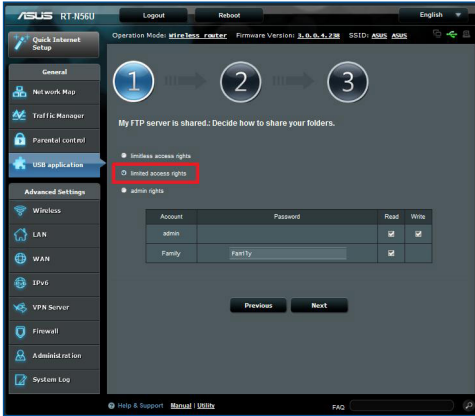 ASUS RT-N56U Logout Reboot English
Quick Internet Setup
Operation Mode: Wireless router Firmware Version: 3.0.0.4.238 SSID: ASUS ASUS
General
Network Map
Traffic Manager
Parental control
USB application
Advanced Settings
Wireless
LAN
WAN
IPv6
VPN Server
Firewall
Administration
System Log
1 2 3
My FTP server is shared.: Decide how to share your folders.
limitless access rights
limited access rights
admin rights
Account Password Read Write
admin
Family Family
Previous Next
Help & Support Manual | Utility FAQ